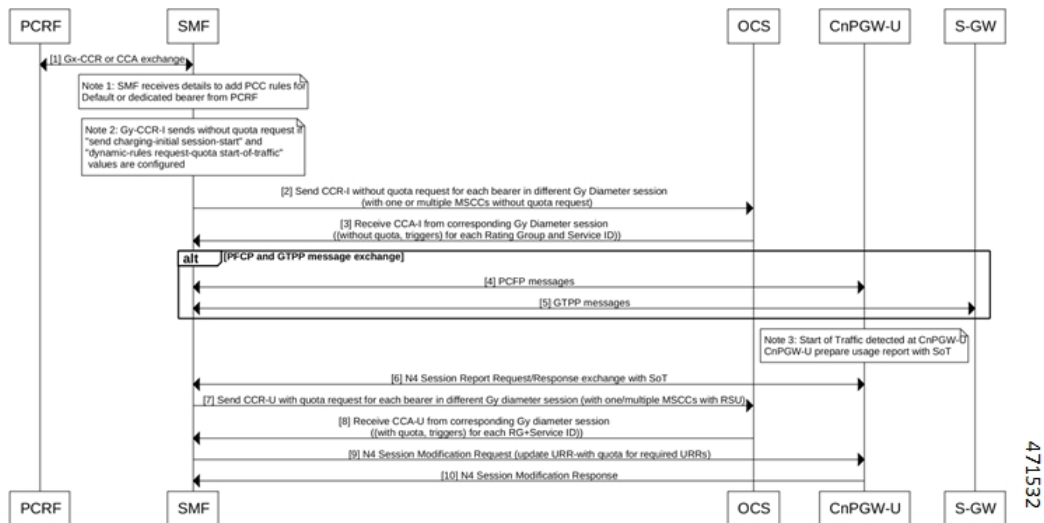 PCRF
SMF
OCS
CnPGW-U
S-GW
[1] Gx-CCR or CCA exchange
Note 1: SMF receives details to add PCC rules for
Default or dedicated bearer from PCRF
Note 2: Gy-CCR-I sends without quota request if
"send charging-initial session-start" and
"dynamic-rules request-quota start-of-traffic"
values are configured
[2] Send CCR-I without quota request for each bearer in different Gy Diameter session
(with one or multiple MSCCs without quota request)
[3] Receive CCA-I from corresponding Gy Diameter session
((without quota, triggers) for each Rating Group and Service ID))
alt
[PFCP and GTPP message exchange]
[4] PCFP messages
[5] GTPP messages
Note 3: Start of Traffic detected at CnPGW-U
CnPGW-U prepare usage report with SoT
[6] N4 Session Report Request/Response exchange with SoT
[7] Send CCR-U with quota request for each bearer in different Gy diameter session (with one/multiple MSCCs with RSU)
[8] Receive CCA-U from corresponding Gy diameter session
((with quota, triggers) for each RG+Service ID))
[9] N4 Session Modification Request (update URR-with quota for required URRs)
[10] N4 Session Modification Response
PCRF
SMF
OCS
CnPGW-U
S-GW
471532